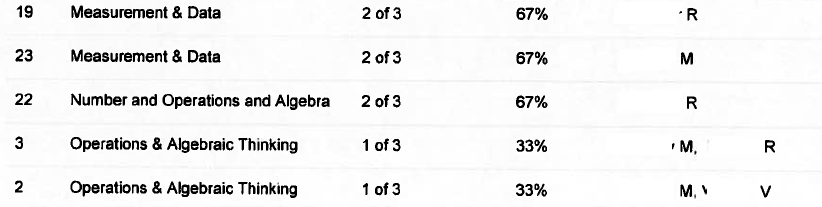 19 Measurement & Data 2 of 3 67% R
23 Measurement & Data 2 of 3 67% M
22 Number and Operations and Algebra 2 of 3 67% R
3 Operations & Algebraic Thinking 1 of 3 33% M, R
2 Operations & Algebraic Thinking 1 of 3 33% M, V